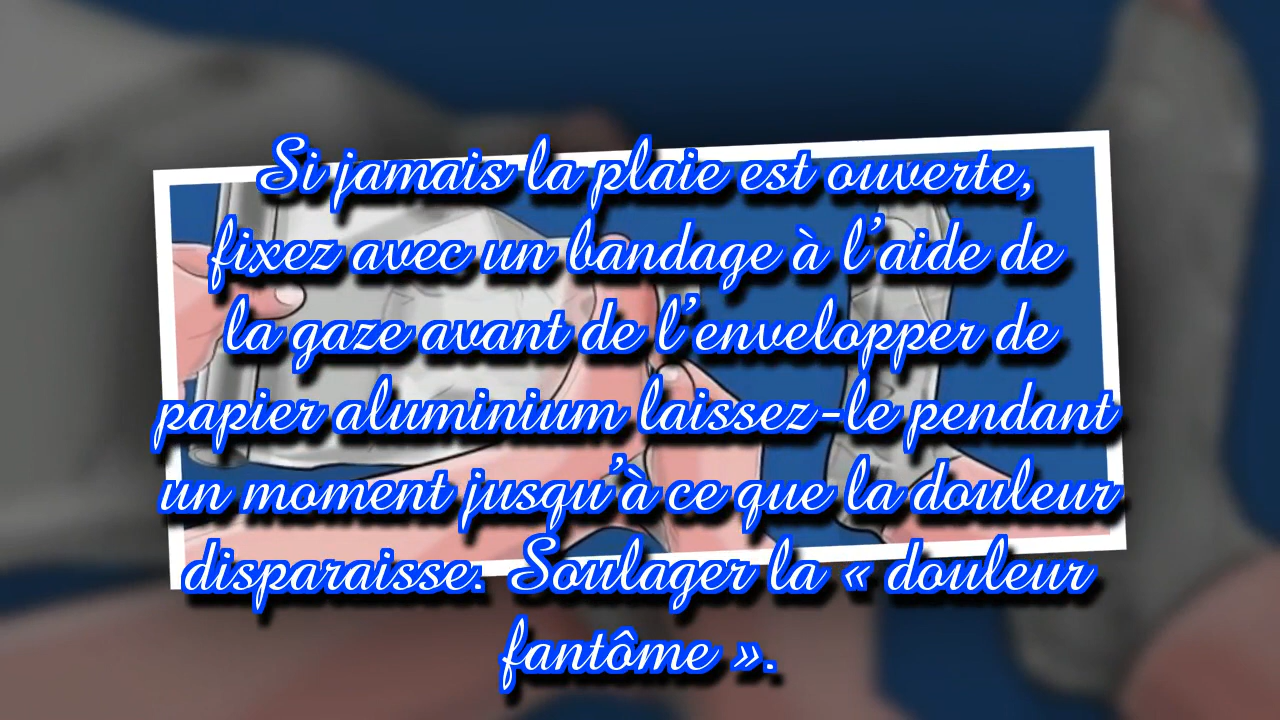 Si jamais la plaie est ouverte,
fixez avec un bandage à l’aide de
la gaze avant de l’envelopper de
papier aluminium laissez-le pendant
un moment jusqu’à ce que la douleur
disparaisse. Soulager la « douleur
fantôme ».